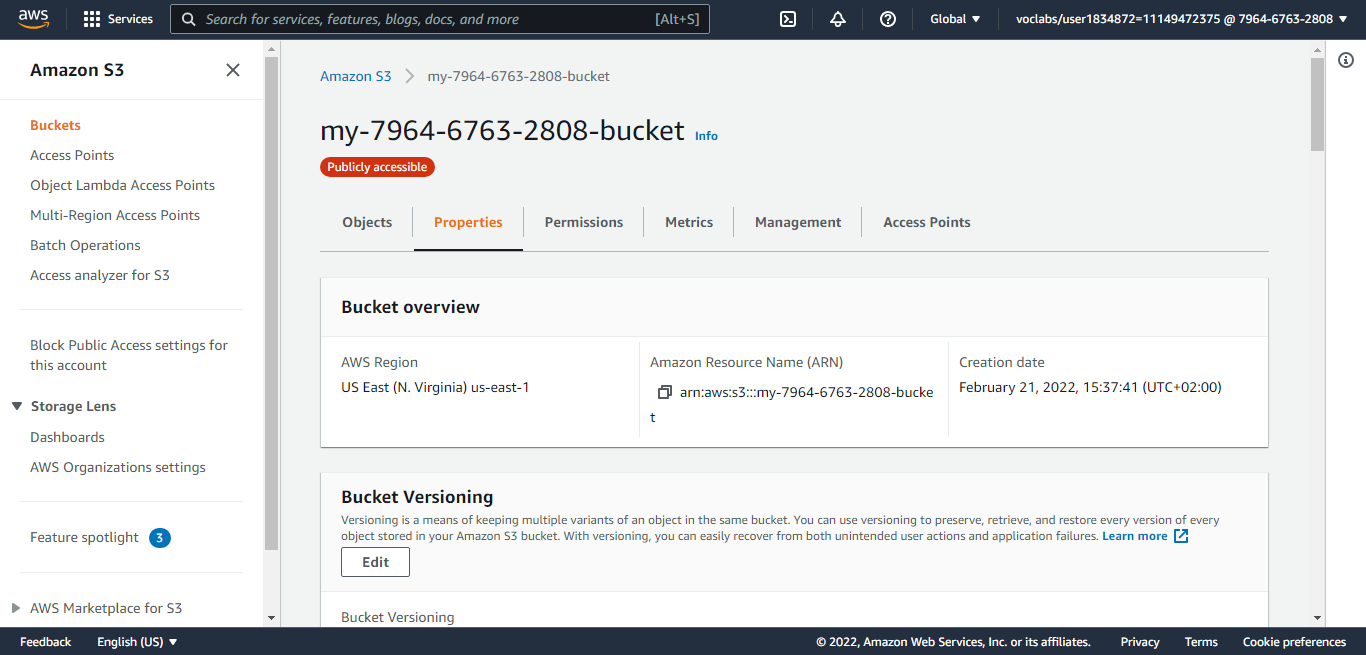 aws
Services
Search for services, features, blogs, docs, and more
[Alt+S]
Global ▼
voclabs/user1834872=11149472375 @ 7964-6763-2808 ▼
Amazon S3
Buckets
Access Points
Object Lambda Access Points
Multi-Region Access Points
Batch Operations
Access analyzer for S3
Block Public Access settings for
this account
Storage Lens
Dashboards
AWS Organizations settings
Feature spotlight 3
AWS Marketplace for S3
Amazon S3 > my-7964-6763-2808-bucket
my-7964-6763-2808-bucket Info
Publicly accessible
Objects
Properties
Permissions
Metrics
Management
Access Points
Bucket overview
AWS Region
US East (N. Virginia) us-east-1
Amazon Resource Name (ARN)
arn:aws:s3:::my-7964-6763-2808-bucke
t
Creation date
February 21, 2022, 15:37:41 (UTC+02:00)
Bucket Versioning
Versioning is a means of keeping multiple variants of an object in the same bucket. You can use versioning to preserve, retrieve, and restore every version of every
object stored in your Amazon S3 bucket. With versioning, you can easily recover from both unintended user actions and application failures. Learn more
Edit
Bucket Versioning
Feedback
English (US) ▼
© 2022, Amazon Web Services, Inc. or its affiliates.
Privacy
Terms
Cookie preferences